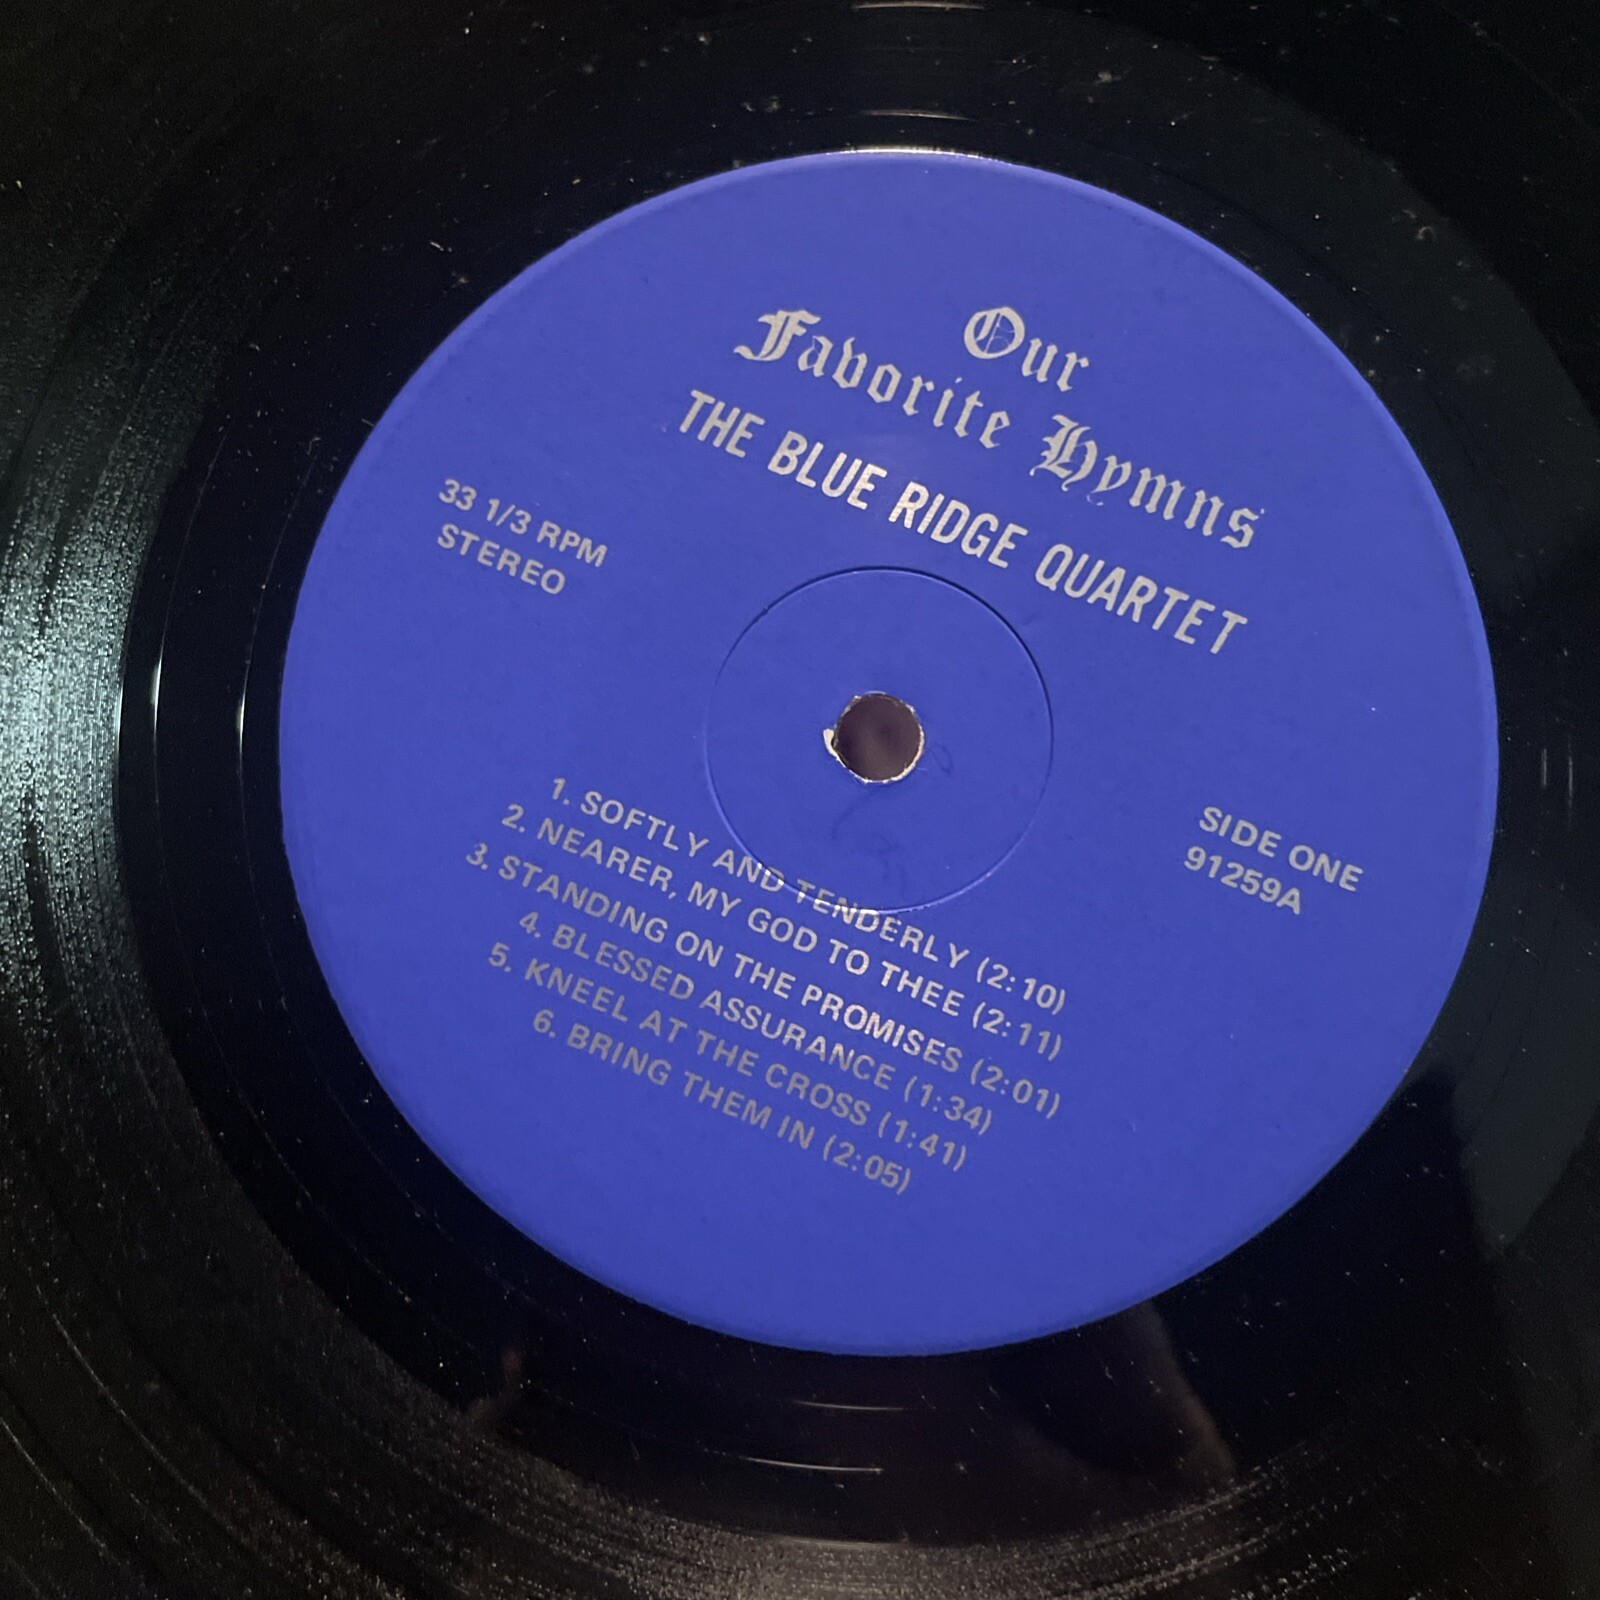 Our
Favorite Hymns
THE BLUE RIDGE QUARTET
33 1/3 RPM
STEREO
SIDE ONE
91259A
1. SOFTLY AND TENDERLY (2:10)
2. NEARER, MY GOD TO THEE (2:11)
3. STANDING ON THE PROMISES (2:01)
4. BLESSED ASSURANCE (1:34)
5. KNEEL AT THE CROSS (1:41)
6. BRING THEM IN (2:05)